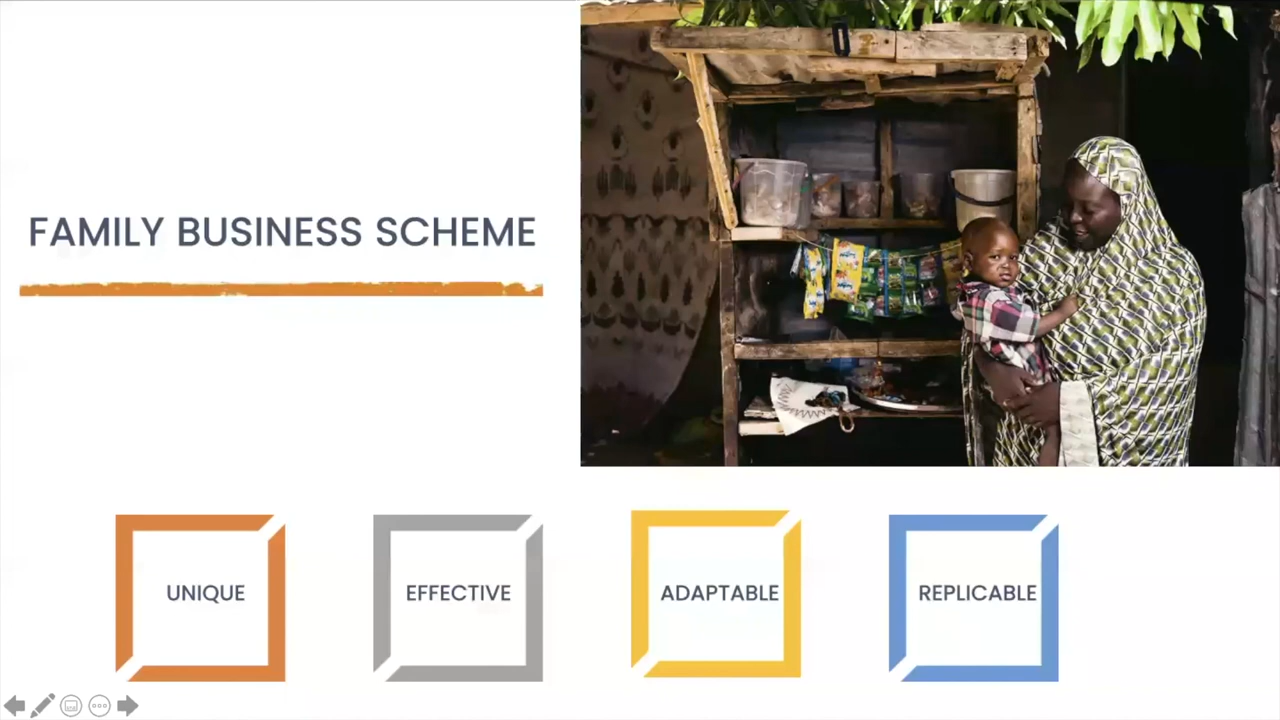 FAMILY BUSINESS SCHEME
UNIQUE
EFFECTIVE
ADAPTABLE
REPLICABLE